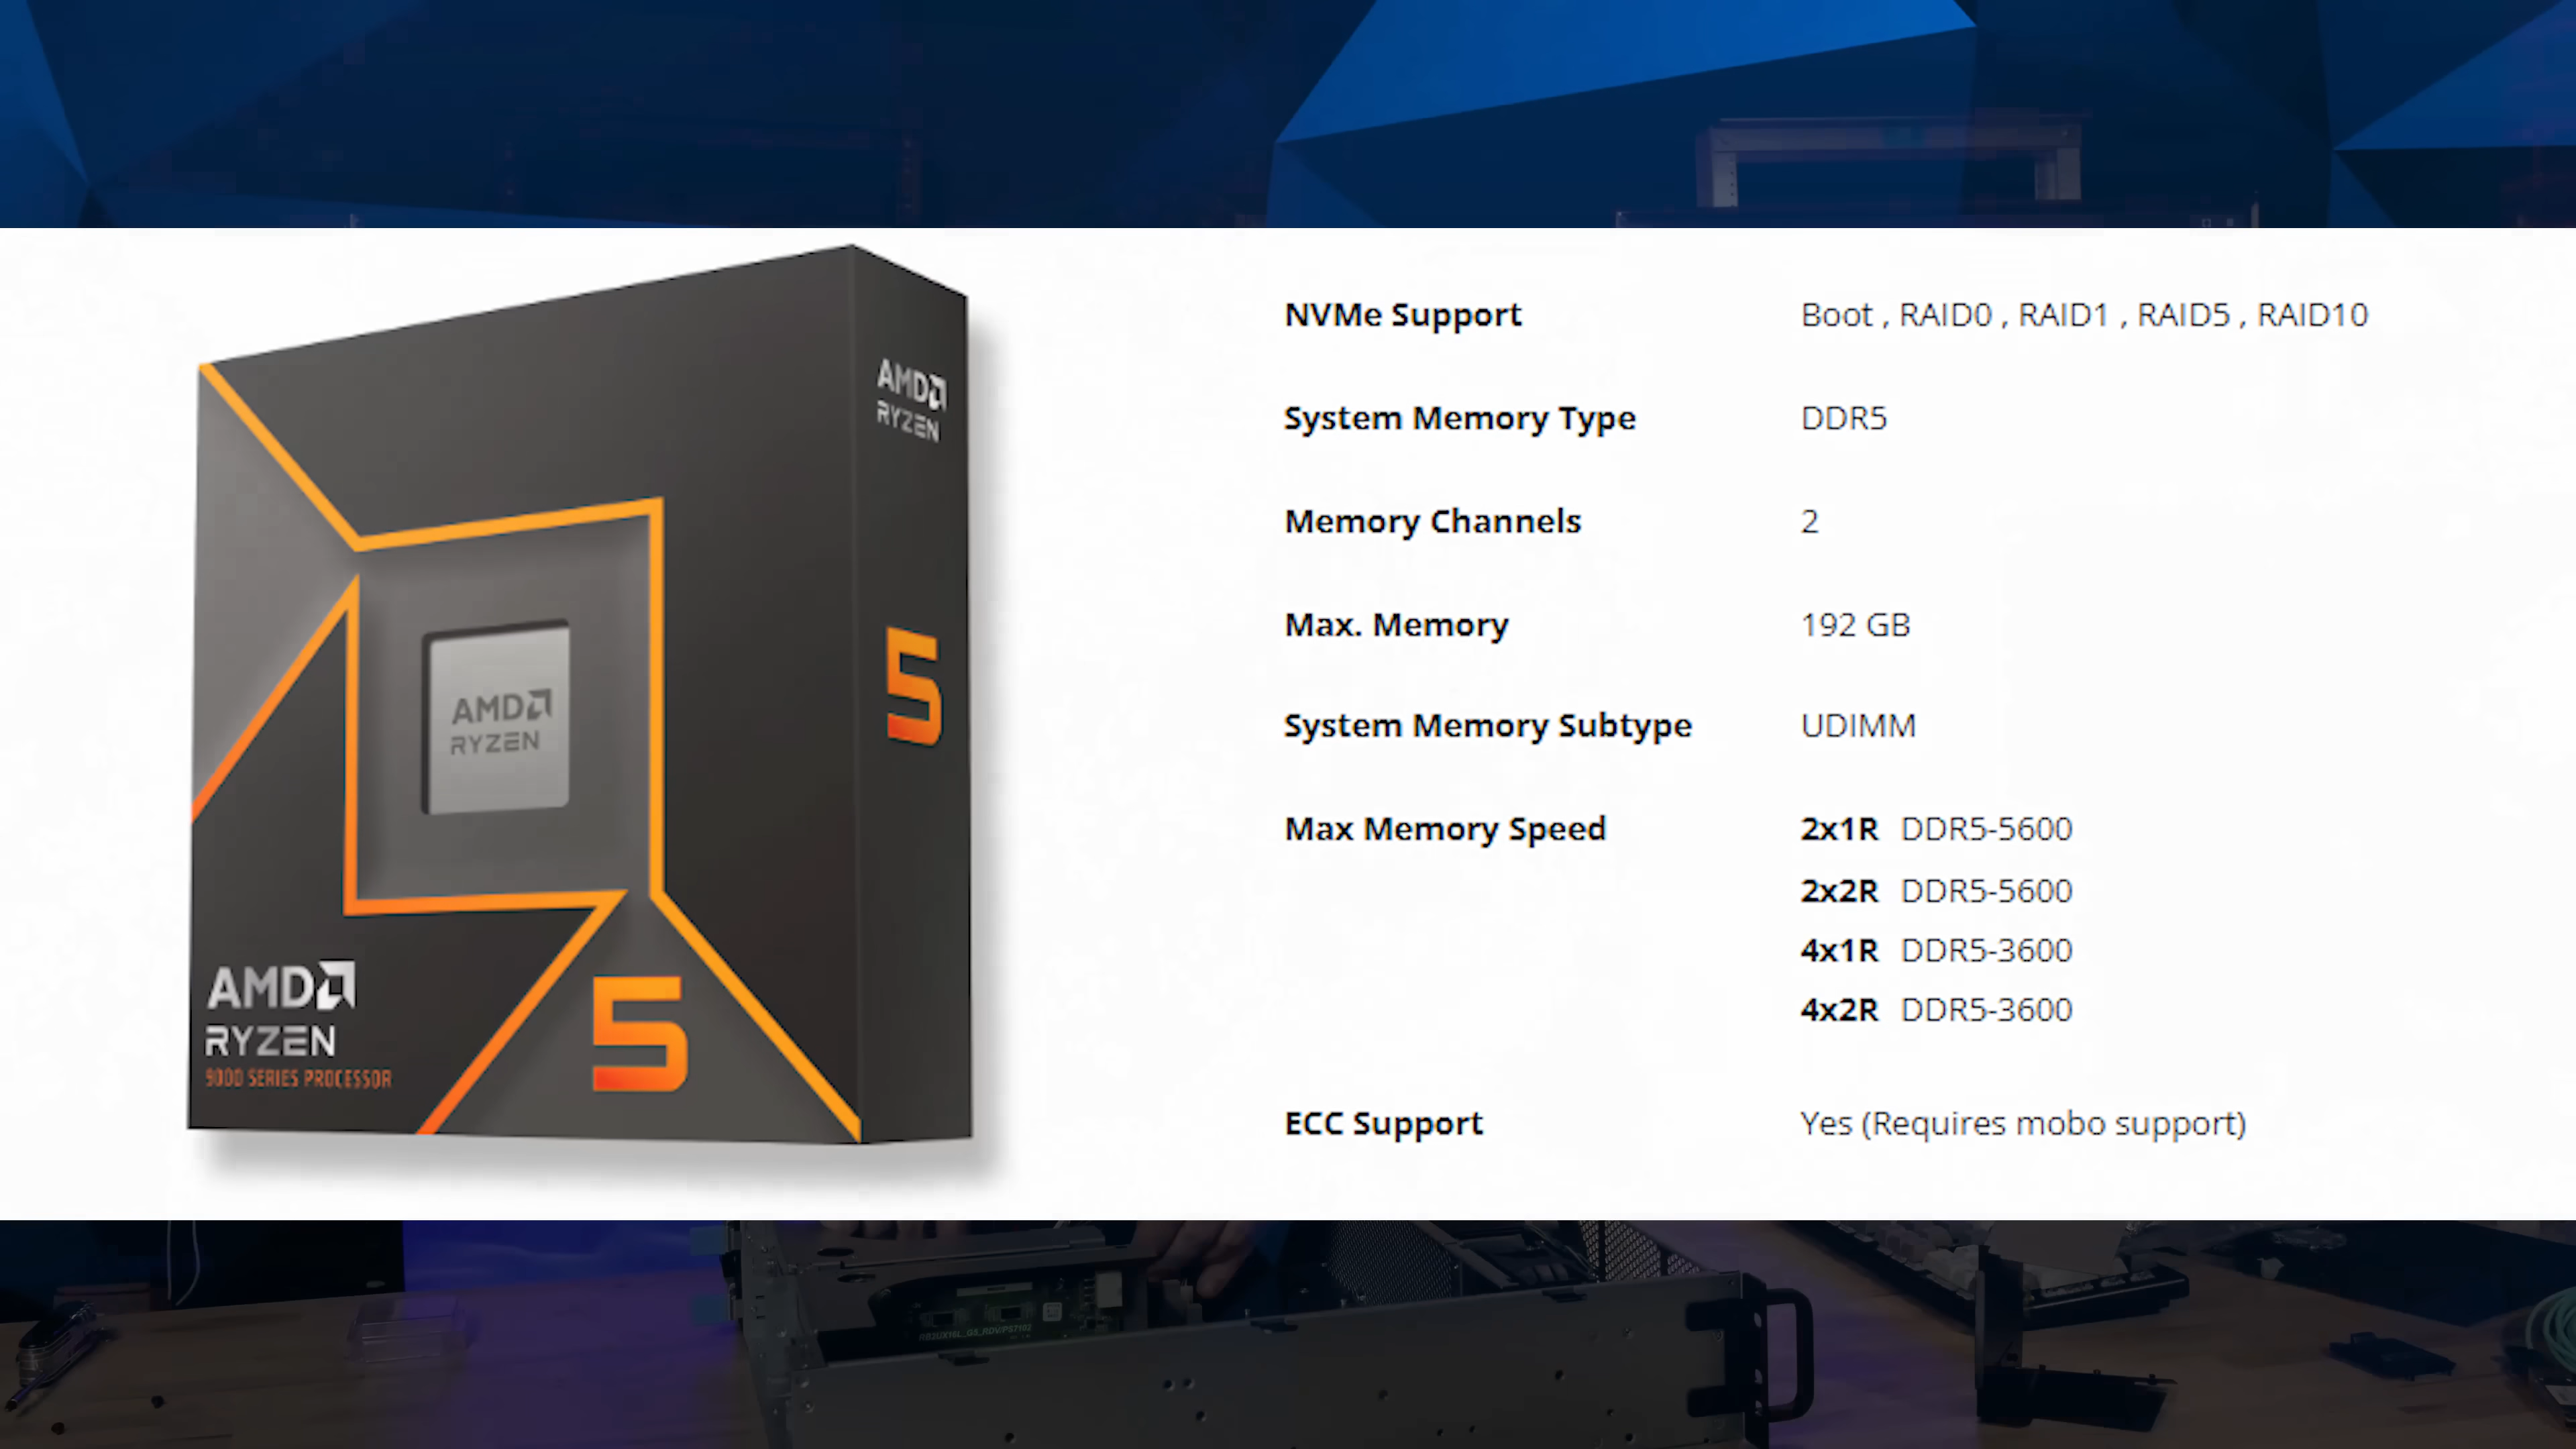 AMD
RYZEN
5
AMD
RYZEN
AMD
RYZEN
9000 SERIES PROCESSOR
5
NVMe Support Boot , RAID0 , RAID1 , RAID5 , RAID10
System Memory Type DDR5
Memory Channels 2
Max. Memory 192 GB
System Memory Subtype UDIMM
Max Memory Speed 2x1R DDR5-5600
2x2R DDR5-5600
4x1R DDR5-3600
4x2R DDR5-3600
ECC Support Yes (Requires mobo support)